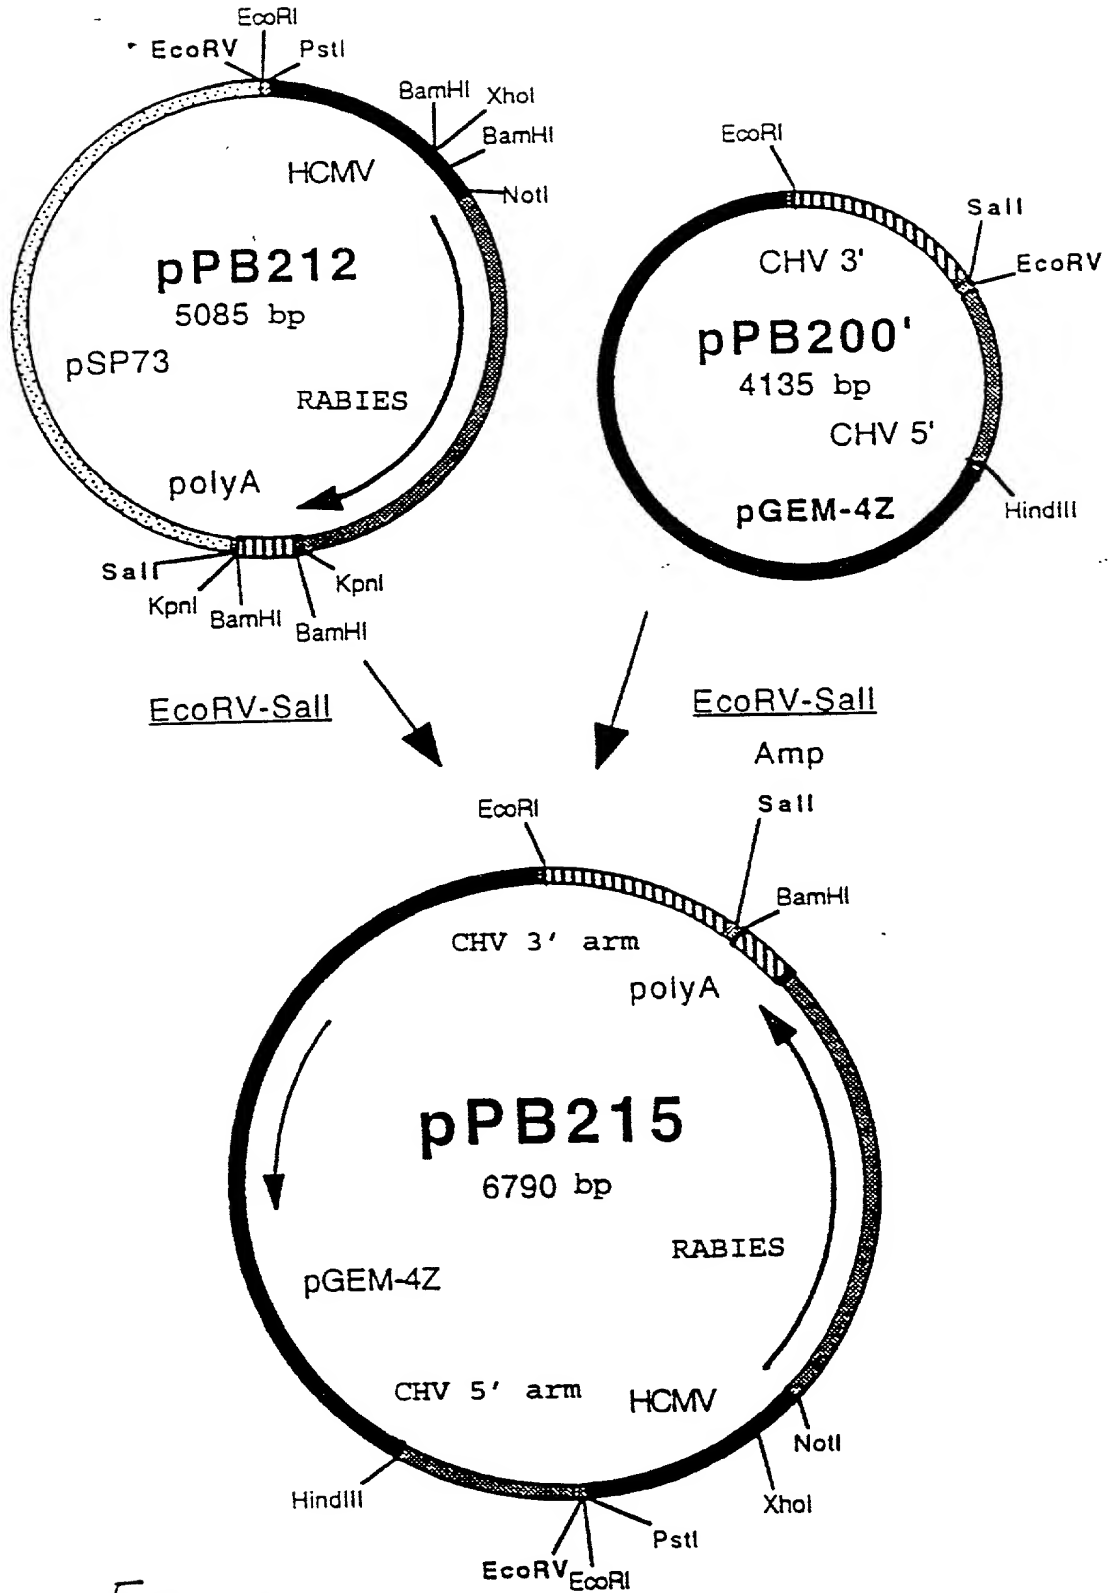 EcoRI
EcoRV
PstI
BamHI
XhoI
BamHI
NotI
HCMV
pPB212
5085 bp
pSP73
RABIES
polyA
SalI
KpnI
BamHI
BamHI
KpnI
EcoRI
SalI
EcoRV
CHV 3'
pPB200'
4135 bp
CHV 5'
pGEM-4Z
HindIII
EcoRV-SalI
EcoRV-SalI
Amp
EcoRI
SalI
BamHI
CHV 3' arm
polyA
pPB215
6790 bp
RABIES
pGEM-4Z
CHV 5' arm
HCMV
NotI
XhoI
HindIII
PstI
EcoRV
EcoRI